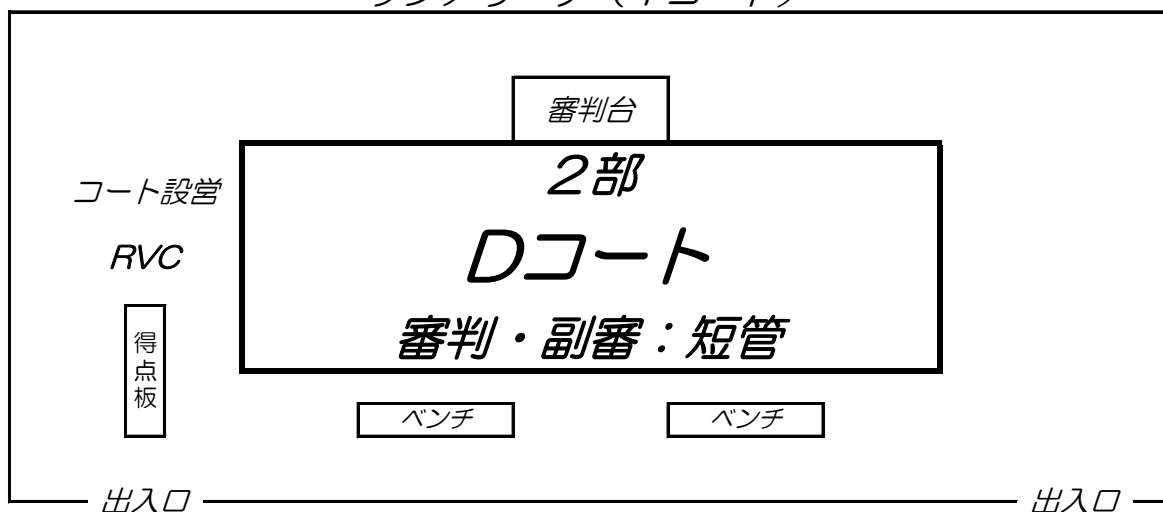 審判台
2部
コート設営
Dコート
RVC
審判・副審：短管
得点板
ベンチ
ベンチ
出入口
出入口